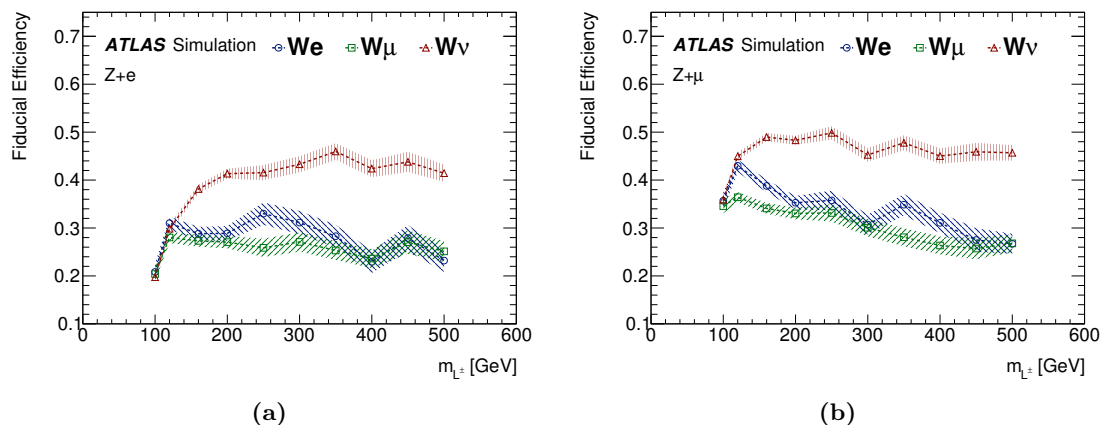 Fiducial Efficiency
0.7
0.6
0.5
0.4
0.3
0.2
0.1
ATLAS Simulation
We Wμ Wν
Z+e
0 100 200 300 400 500 600
m_L± [GeV]
(a)
Fiducial Efficiency
0.7
0.6
0.5
0.4
0.3
0.2
0.1
ATLAS Simulation
We Wμ Wν
Z+μ
0 100 200 300 400 500 600
m_L± [GeV]
(b)